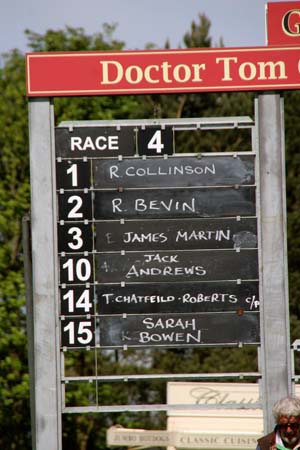 G
Doctor Tom
RACE 4
1 R. COLLINSON
2 R. BEVIN
3 JAMES MARTIN
10 JACK
ANDREWS
14 T. CHATFEILD-ROBERTS C/P
15 SARAH
BOWEN
Classic
CLASSIC CUISINE